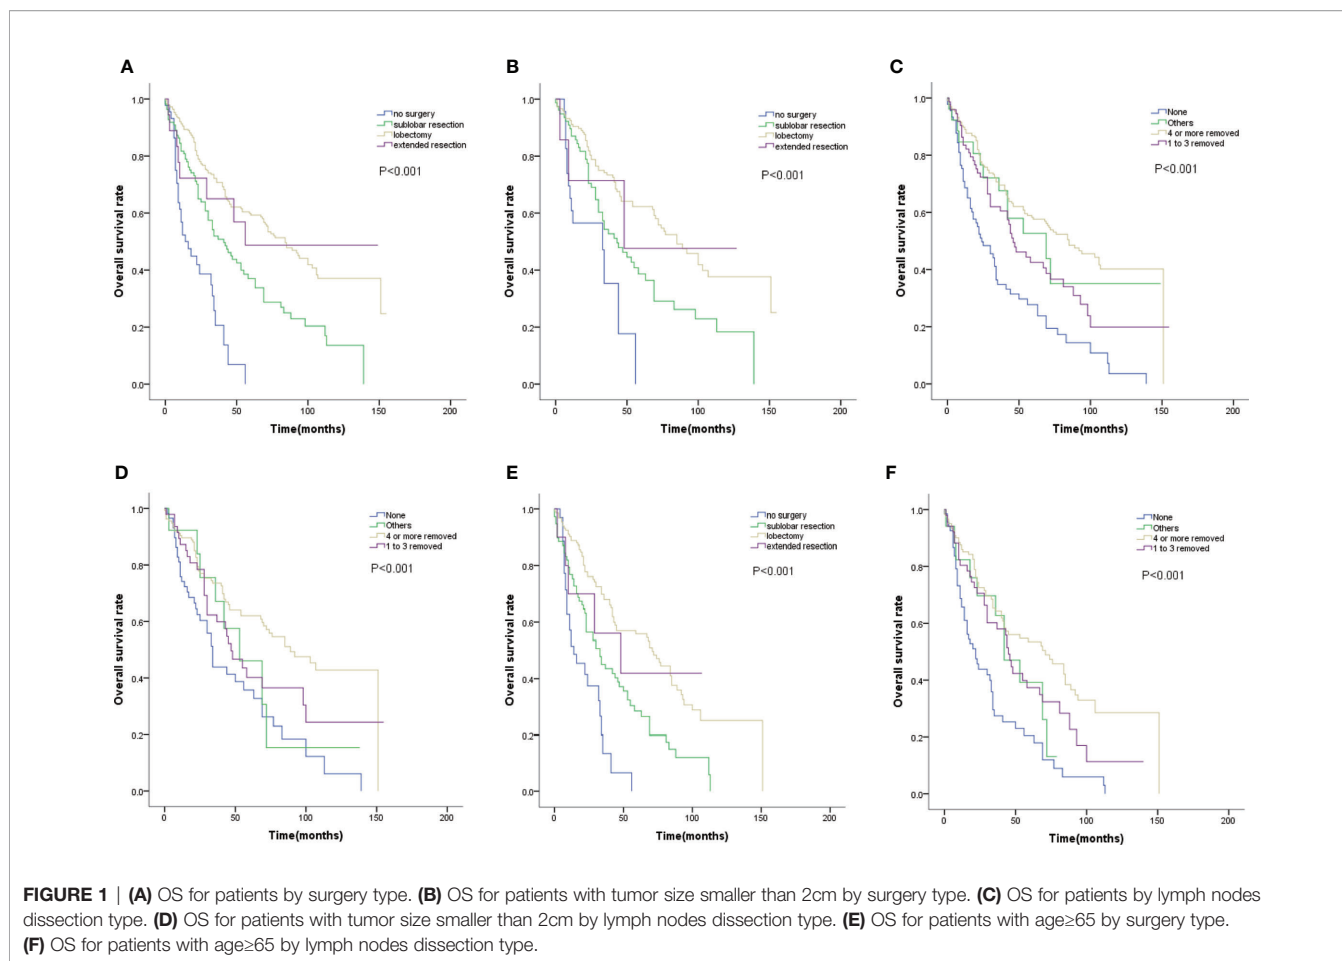 A
1.0
0.8
0.6
0.4
0.2
0.0
Overall survival rate
0 50 100 150 200
Time(months)
no surgery
sublobar resection
lobectomy
extended resection
P<0.001
B
1.0
0.8
0.6
0.4
0.2
0.0
Overall survival rate
0 50 100 150 200
Time(months)
no surgery
sublobar resection
lobectomy
extended resection
P<0.001
C
1.0
0.8
0.6
0.4
0.2
0.0
Overall survival rate
0 50 100 150 200
Time(months)
None
Others
4 or more removed
1 to 3 removed
P<0.001
D
1.0
0.8
0.6
0.4
0.2
0.0
Overall survival rate
0 50 100 150 200
Time(months)
None
Others
4 or more removed
1 to 3 removed
P<0.001
E
1.0
0.8
0.6
0.4
0.2
0.0
Overall survival rate
0 50 100 150 200
Time(months)
no surgery
sublobar resection
lobectomy
extended resection
P<0.001
F
1.0
0.8
0.6
0.4
0.2
0.0
Overall survival rate
0 50 100 150 200
Time(months)
None
Others
4 or more removed
1 to 3 removed
P<0.001
FIGURE 1 | (A) OS for patients by surgery type. (B) OS for patients with tumor size smaller than 2cm by surgery type. (C) OS for patients by lymph nodes
dissection type. (D) OS for patients with tumor size smaller than 2cm by lymph nodes dissection type. (E) OS for patients with age≥65 by surgery type.
(F) OS for patients with age≥65 by lymph nodes dissection type.